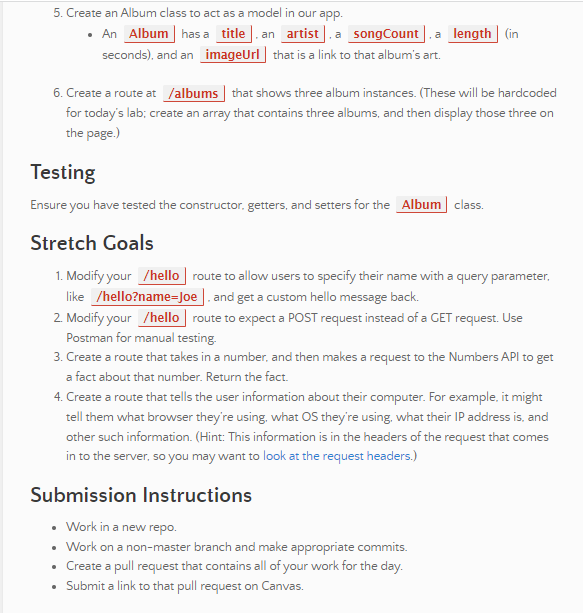 5. Create an Album class to act as a model in our app.
• An Album has a title , an artist , a songCount , a length (in
seconds), and an imageUrl that is a link to that album's art.
6. Create a route at /albums that shows three album instances. (These will be hardcoded
for today's lab; create an array that contains three albums, and then display those three on
the page.)
Testing
Ensure you have tested the constructor, getters, and setters for the Album class.
Stretch Goals
1. Modify your /hello route to allow users to specify their name with a query parameter,
like /hello?name=Joe , and get a custom hello message back.
2. Modify your /hello route to expect a POST request instead of a GET request. Use
Postman for manual testing.
3. Create a route that takes in a number, and then makes a request to the Numbers API to get
a fact about that number. Return the fact.
4. Create a route that tells the user information about their computer. For example, it might
tell them what browser they're using, what OS they're using, what their IP address is, and
other such information. (Hint: This information is in the headers of the request that comes
in to the server, so you may want to look at the request headers.)
Submission Instructions
• Work in a new repo.
• Work on a non-master branch and make appropriate commits.
• Create a pull request that contains all of your work for the day.
• Submit a link to that pull request on Canvas.